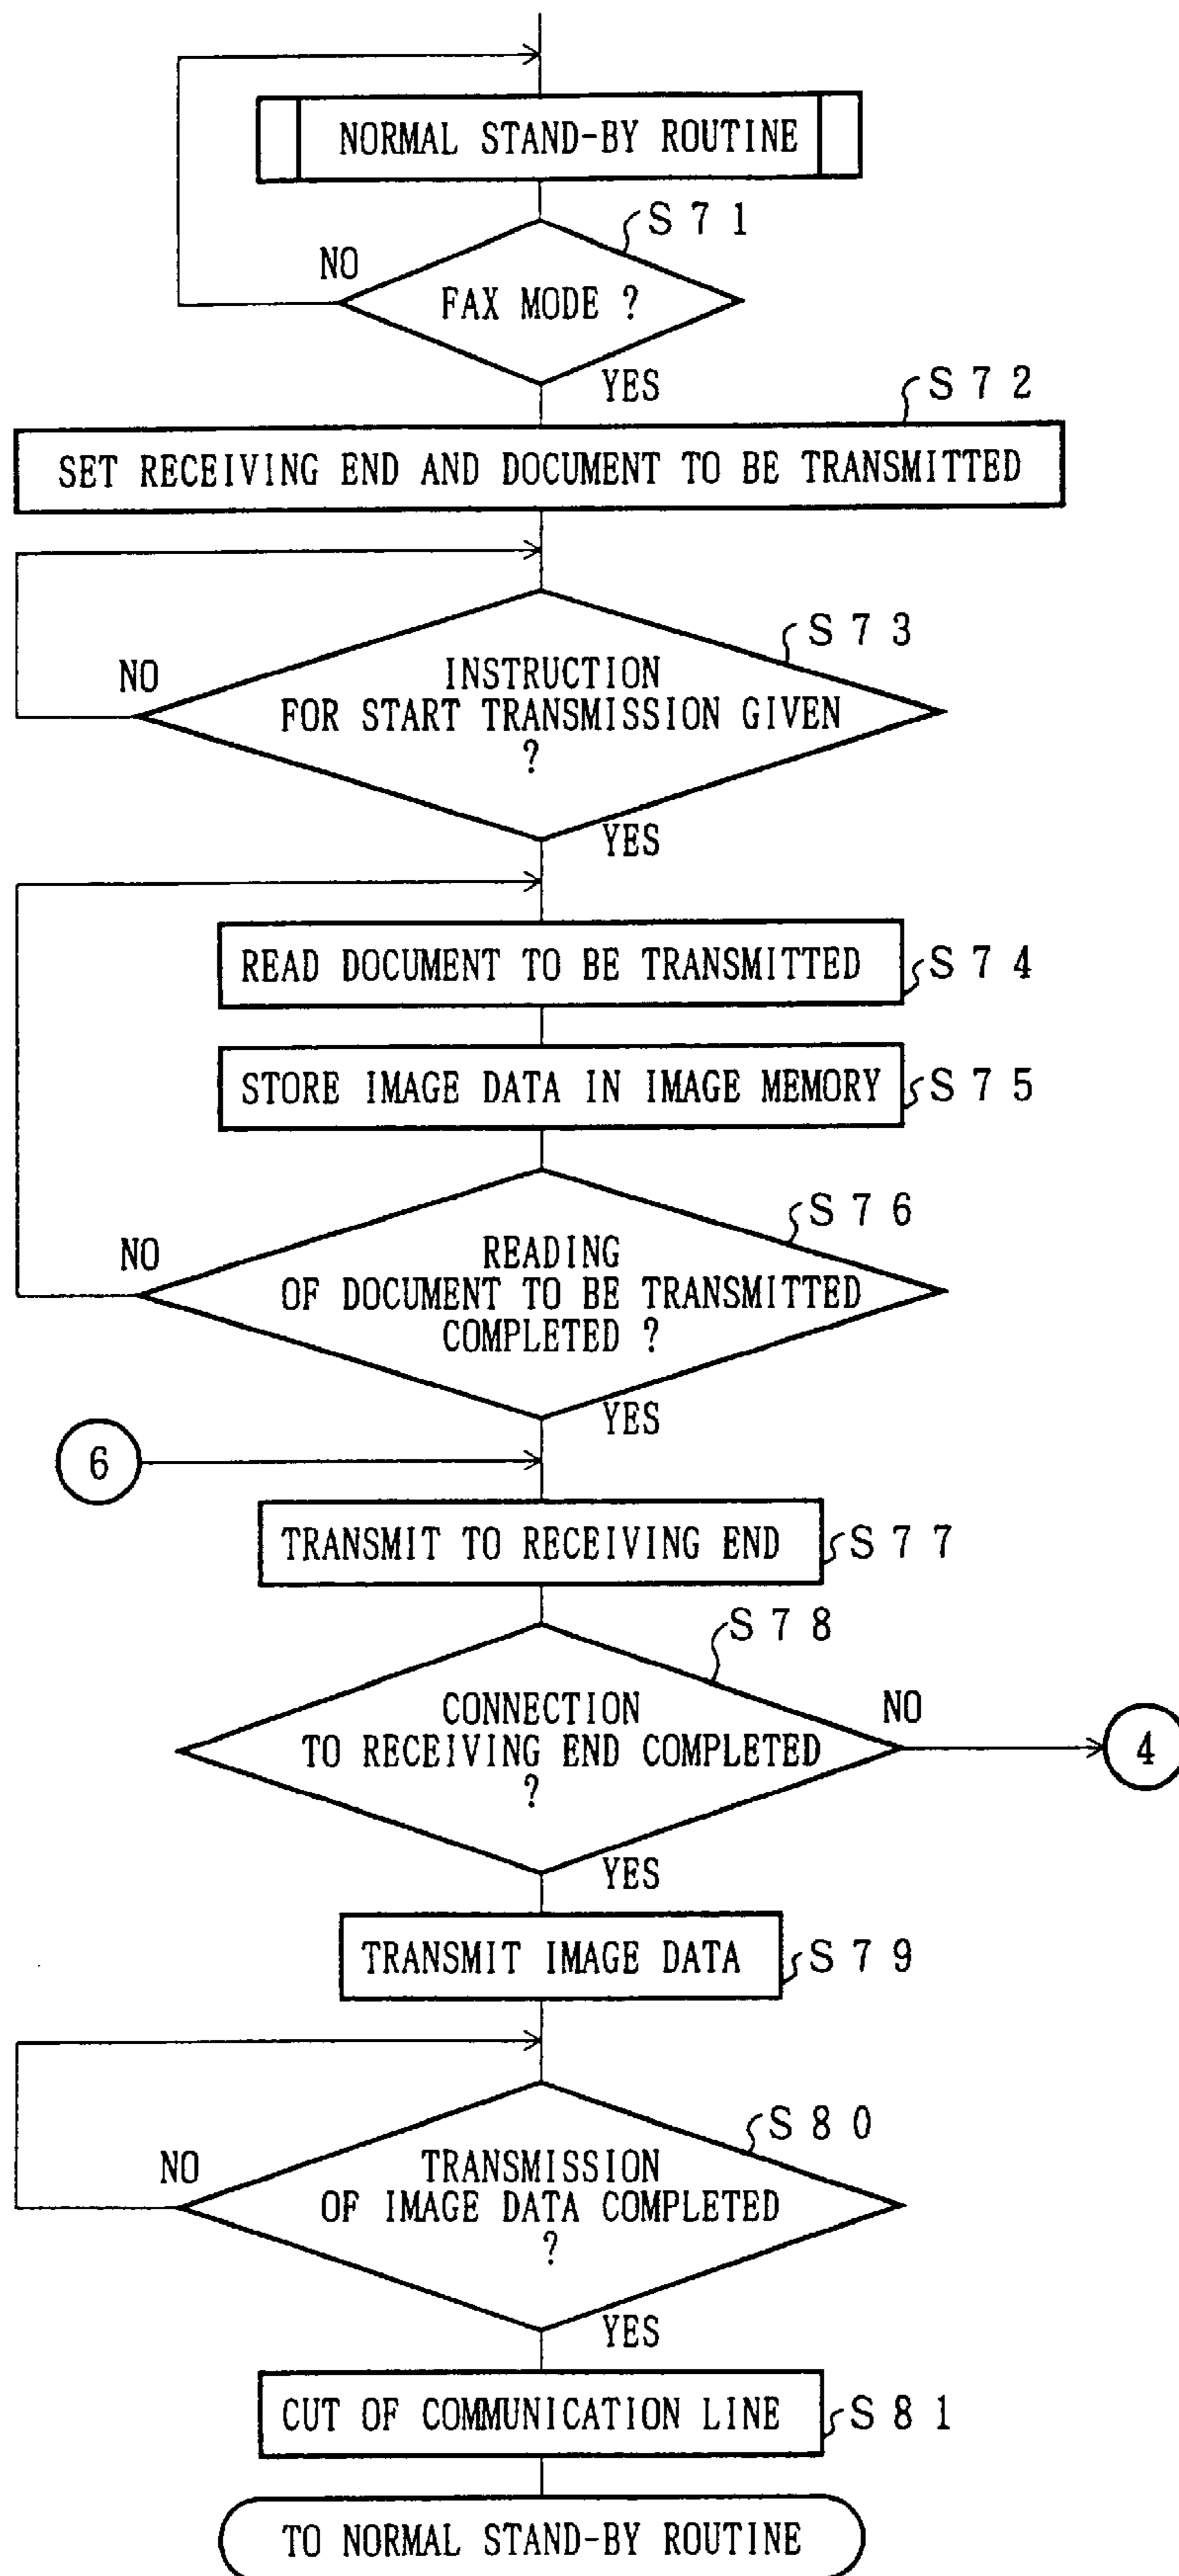 NORMAL STAND-BY ROUTINE
S71
NO
FAX MODE ?
YES
S72
SET RECEIVING END AND DOCUMENT TO BE TRANSMITTED
S73
NO
INSTRUCTION
FOR START TRANSMISSION GIVEN
?
YES
READ DOCUMENT TO BE TRANSMITTED
S74
STORE IMAGE DATA IN IMAGE MEMORY
S75
S76
NO
READING
OF DOCUMENT TO BE TRANSMITTED
COMPLETED ?
YES
6
TRANSMIT TO RECEIVING END
S77
S78
CONNECTION
NO
TO RECEIVING END COMPLETED
?
4
YES
TRANSMIT IMAGE DATA
S79
S80
NO
TRANSMISSION
OF IMAGE DATA COMPLETED
?
YES
CUT OF COMMUNICATION LINE
S81
TO NORMAL STAND-BY ROUTINE